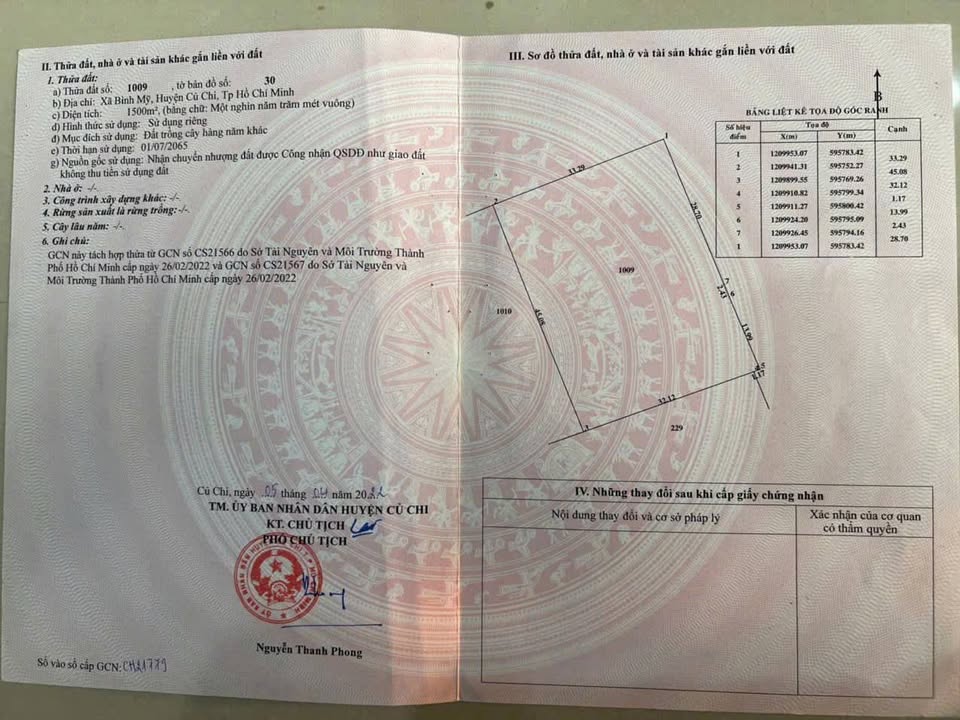 II. Thửa đất, nhà ở và tài sản khác gắn liền với đất
1. Thửa đất:
a) Thửa đất số: 1009 , tờ bản đồ số: 30
b) Địa chỉ: Xã Bình Mỹ, Huyện Củ Chi, Tp Hồ Chí Minh
c) Diện tích: 1500m², (bằng chữ: Một nghìn năm trăm mét vuông)
d) Hình thức sử dụng: Sử dụng riêng
đ) Mục đích sử dụng: Đất trồng cây hàng năm khác
e) Thời hạn sử dụng: 01/07/2065
g) Nguồn gốc sử dụng: Nhận chuyển nhượng đất được Công nhận QSDĐ như giao đất
không thu tiền sử dụng đất
2. Nhà ở: -/-
3. Công trình xây dựng khác: -/-
4. Rừng sản xuất là rừng trồng:-/-
5. Cây lâu năm: -/-
6. Ghi chú:
GCN này tách hợp thửa từ GCN số CS21566 do Sở Tài Nguyên và Môi Trường Thành
Phố Hồ Chí Minh cấp ngày 26/02/2022 và GCN số CS21567 do Sở Tài Nguyên và
Môi Trường Thành Phố Hồ Chí Minh cấp ngày 26/02/2022
Củ Chi, ngày 05 tháng 04 năm 2022
TM. ỦY BAN NHÂN DÂN HUYỆN CỦ CHI
KT. CHỦ TỊCH
PHÓ CHỦ TỊCH
Nguyễn Thanh Phong
Số vào sổ cấp GCN: CH21779
III. Sơ đồ thửa đất, nhà ở và tài sản khác gắn liền với đất
B
BẢNG LIỆT KÊ TỌA ĐỘ GÓC RANH
Số hiệu điểm Tọa độ Cạnh
X(m) Y(m)
1 1209953.07 595783.42
33.29
2 1209941.31 595752.27
45.08
3 1209899.55 595769.26
32.12
4 1209910.82 595799.34
1.17
5 1209911.27 595800.42
13.99
6 1209924.20 595795.09
2.43
7 1209926.45 595794.16
28.70
1 1209953.07 595783.42
1
33.29
2
28.70
1009
7
2.43
6
1010
45.08
13.99
5
1.17
32.12
3
229
IV. Những thay đổi sau khi cấp giấy chứng nhận
Nội dung thay đổi và cơ sở pháp lý
Xác nhận của cơ quan
có thẩm quyền